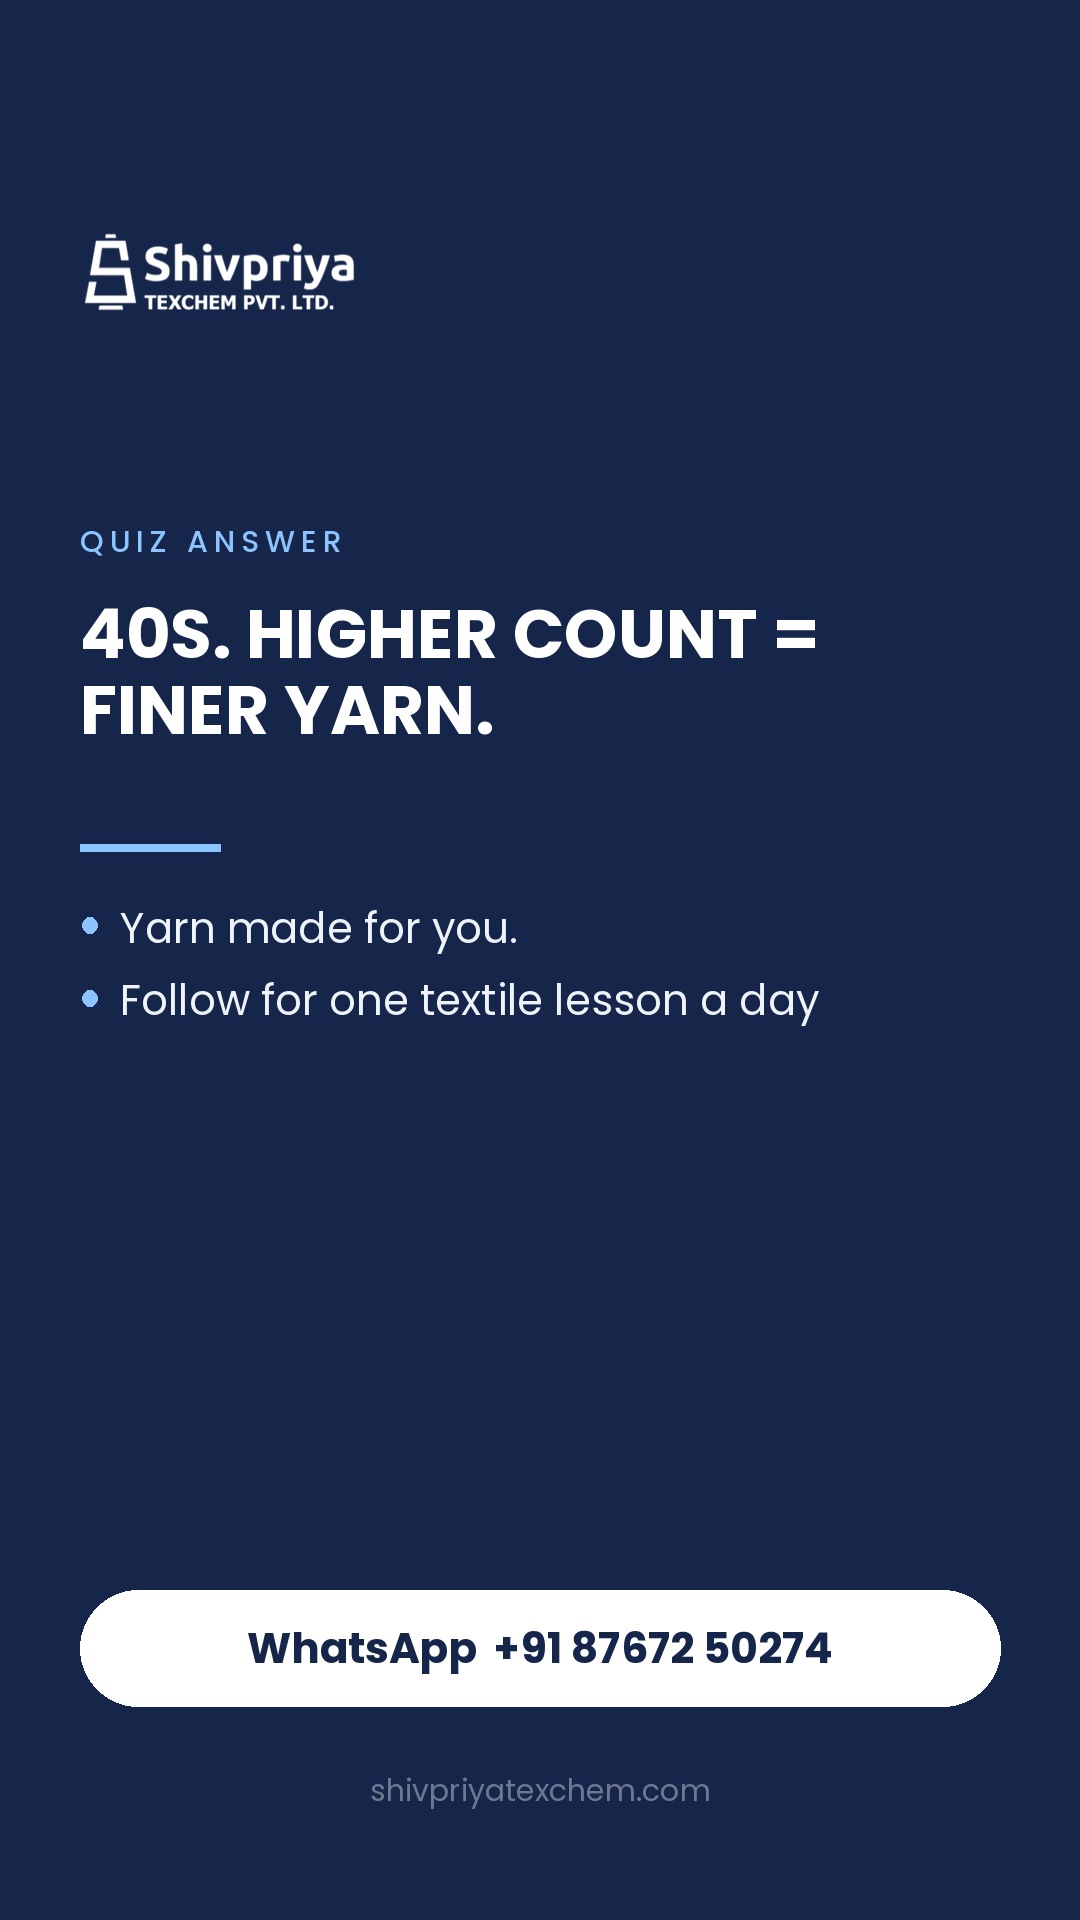 Shivpriya
TEXCHEM PVT. LTD.
QUIZ ANSWER
40S. HIGHER COUNT =
FINER YARN.
Yarn made for you.
Follow for one textile lesson a day
WhatsApp +91 87672 50274
shivpriyatexchem.com